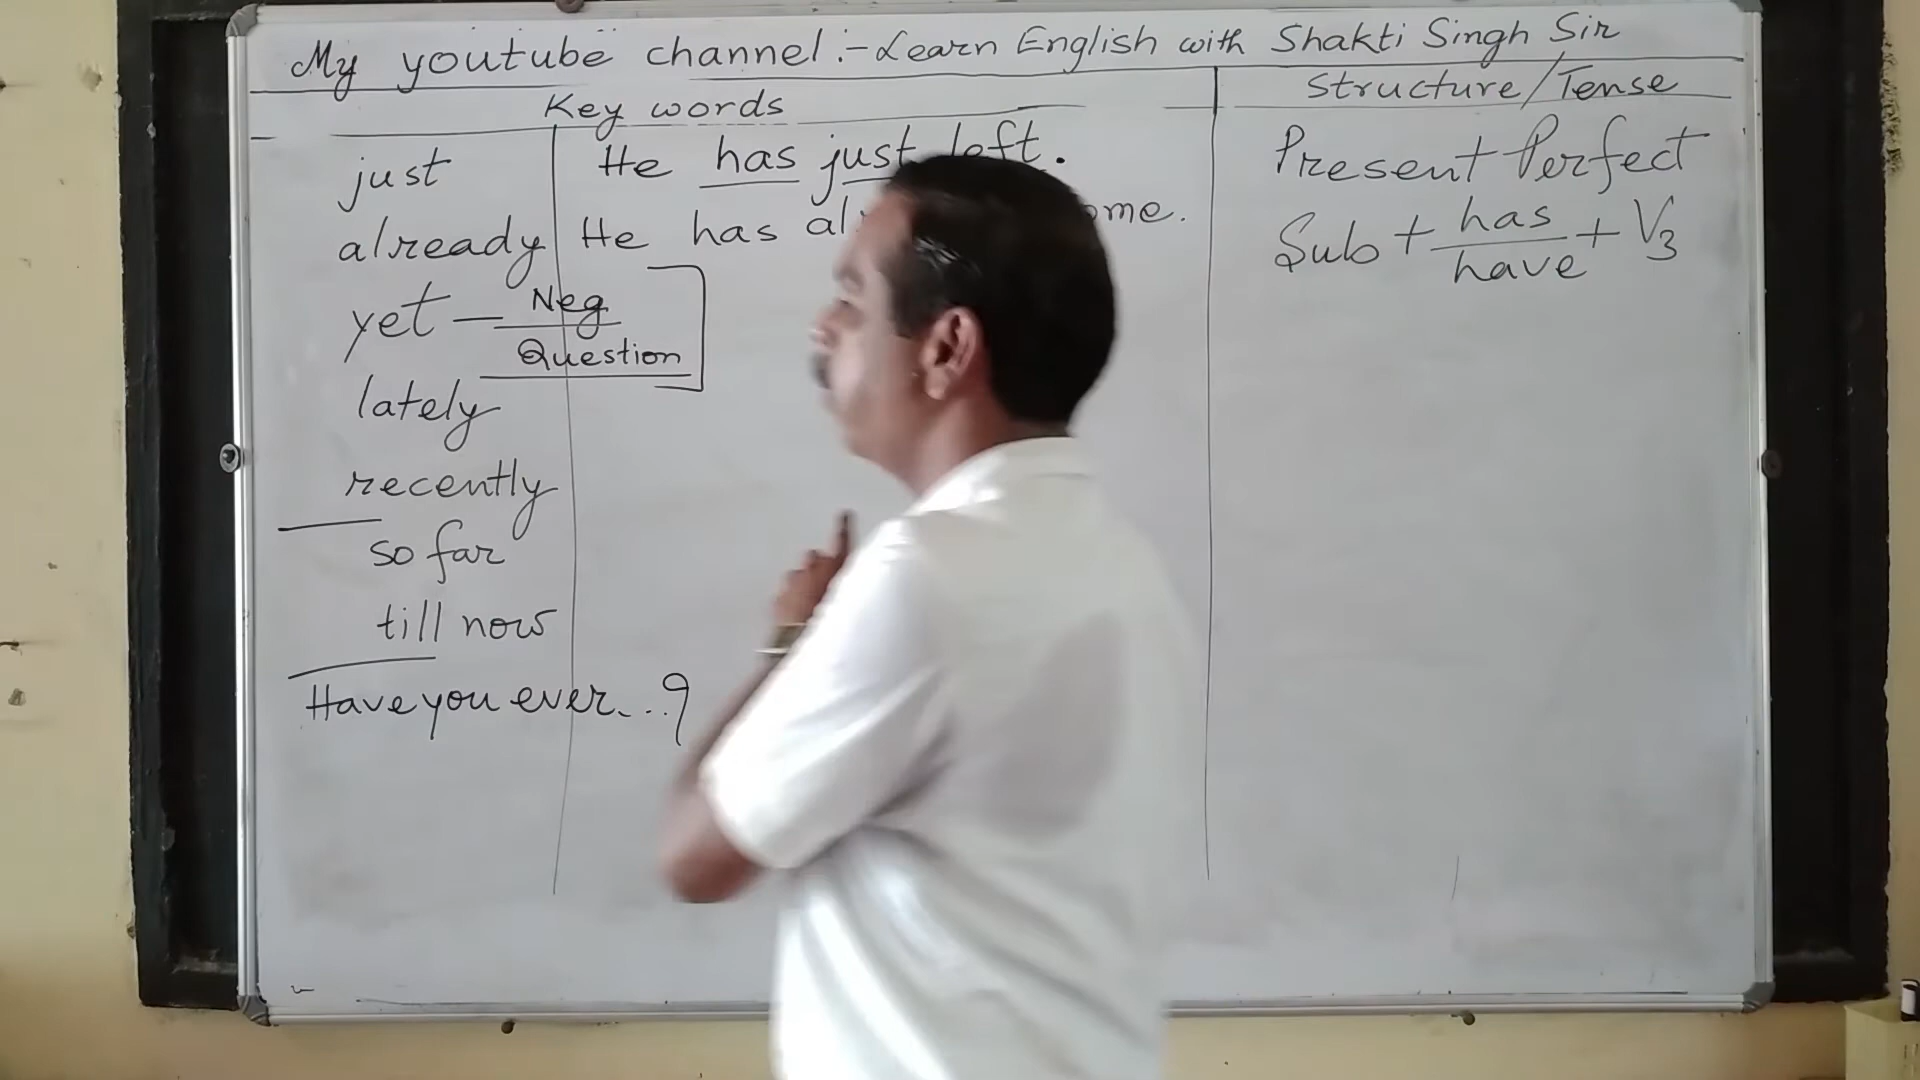 My youtube channel :- Learn English with Shakti Singh Sir
Key words
Structure/Tense
just
He has just left.
already
He has
yet — Neg
Question
lately
recently
so far
till now
Have you ever...?
Present Perfect
Sub + has/have + V3